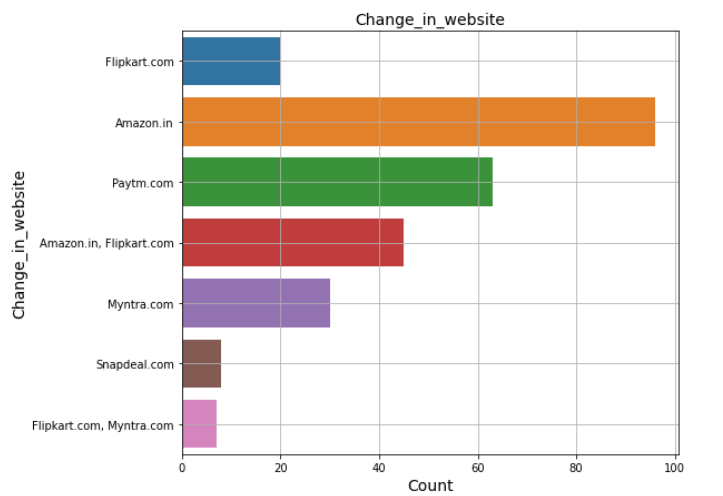 Change_in_website
Change_in_website
Flipkart.com
Amazon.in
Paytm.com
Amazon.in, Flipkart.com
Myntra.com
Snapdeal.com
Flipkart.com, Myntra.com
0 20 40 60 80 100
Count